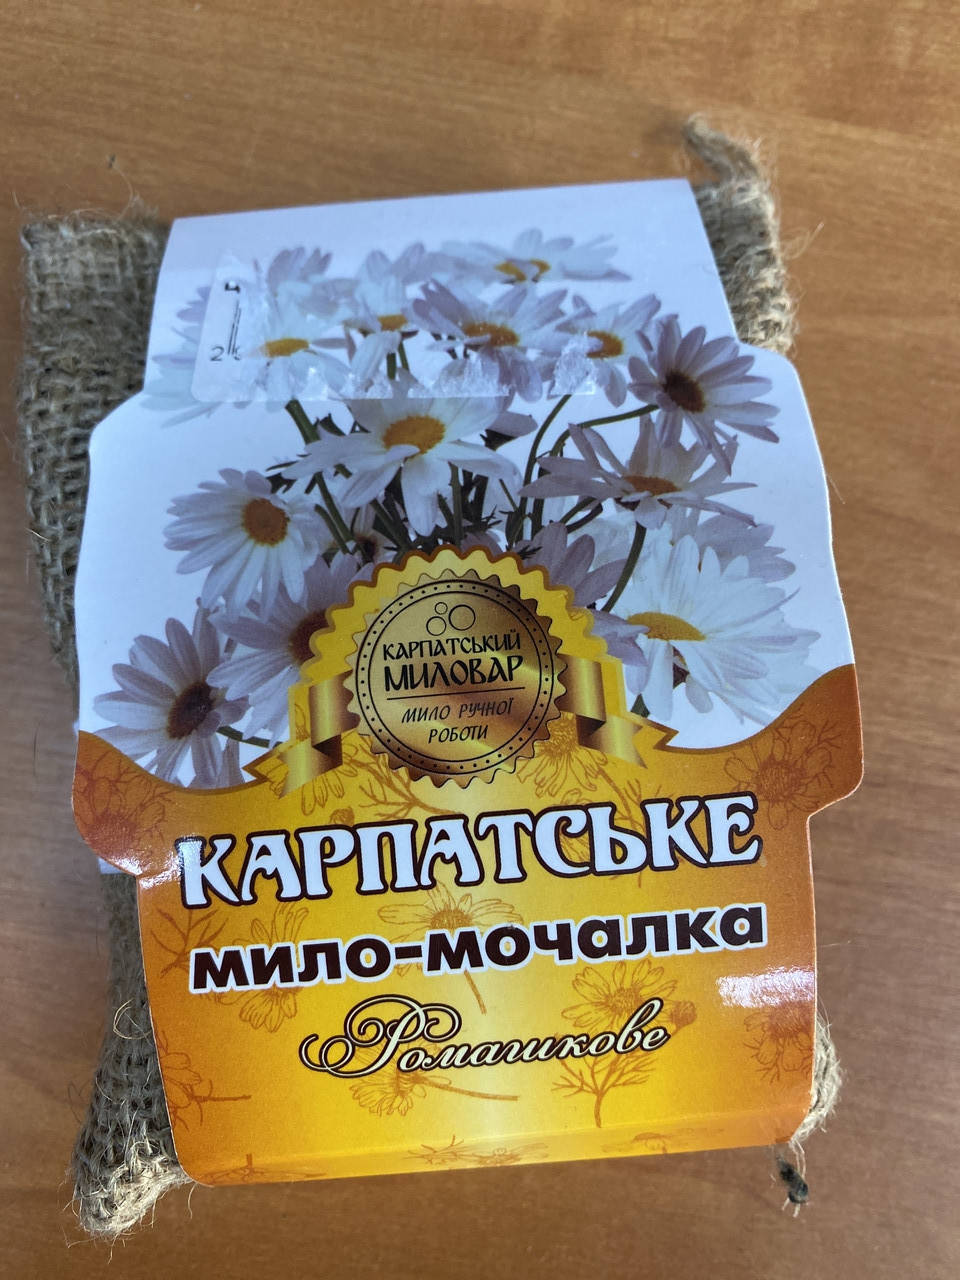 КАРПАТСЬКИЙ
МИЛОВАР
МИЛО РУЧНОЇ
РОБОТИ
КАРПАТСЬКЕ
мило-мочалка
Ромашкове